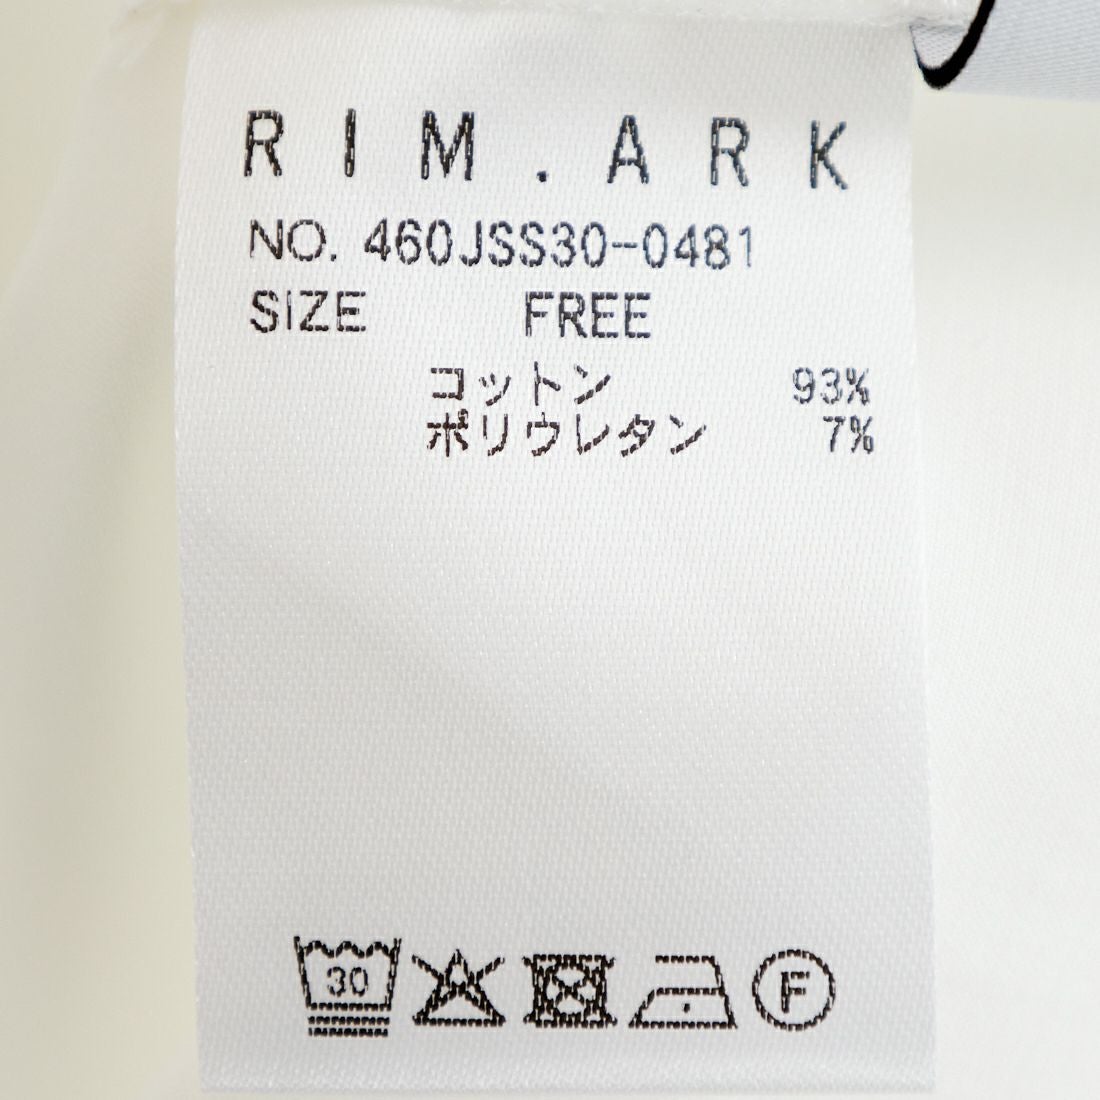 RIM.ARK
NO. 460JSS30-0481
SIZE FREE
コットン 93%
ポリウレタン 7%
30 F